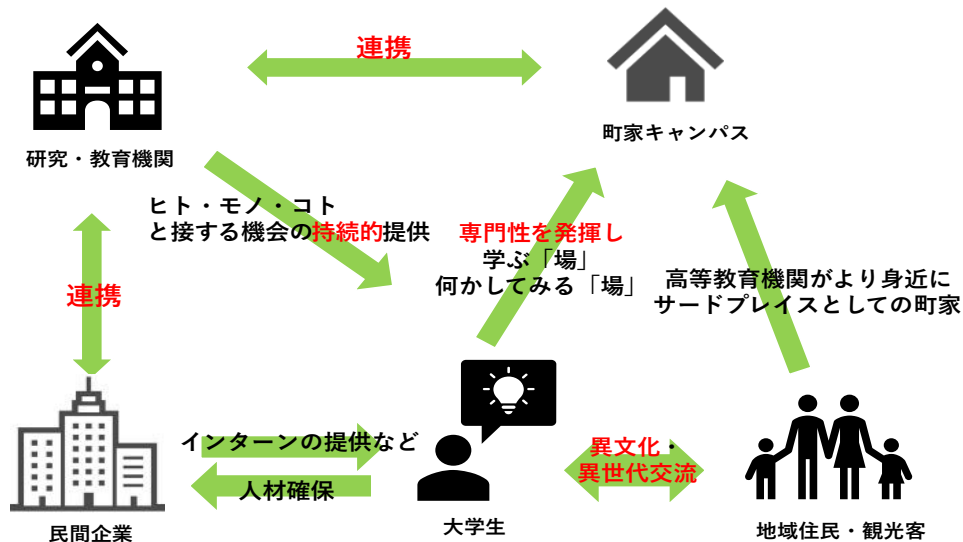 連携
町家キャンパス
研究・教育機関
ヒト・モノ・コト
と接する機会の持続的提供
専門性を発揮し
学ぶ「場」
何かしてみる「場」
高等教育機関がより身近に
サードプレイスとしての町家
連携
インターンの提供など
人材確保
異文化・
異世代交流
民間企業
大学生
地域住民・観光客